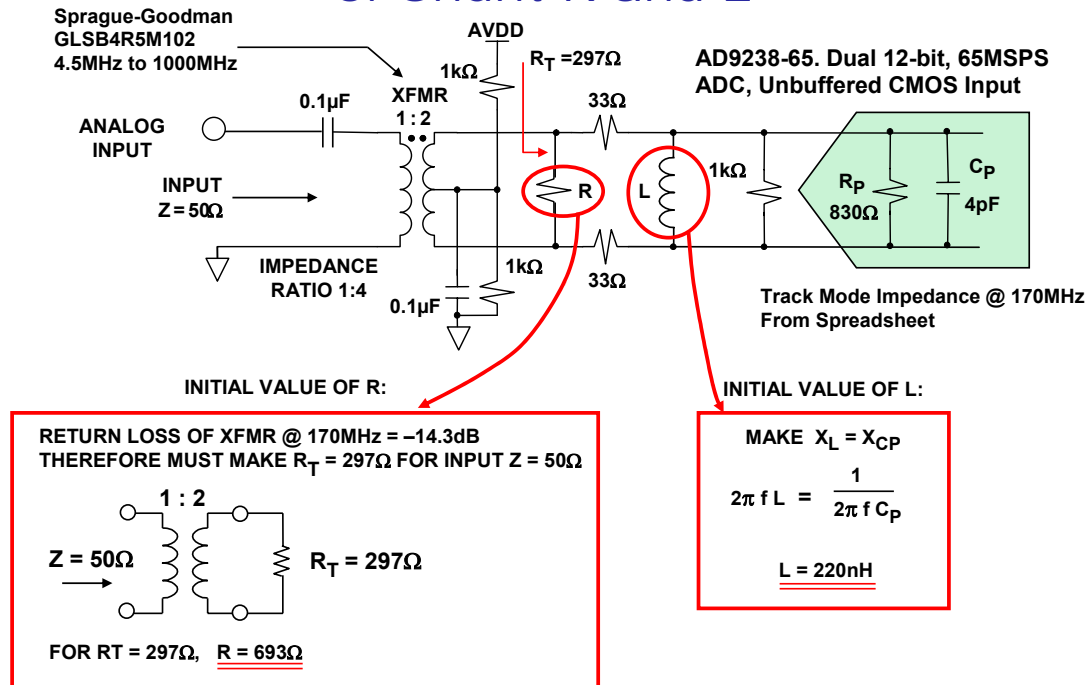 Sprague-Goodman
GLSB4R5M102
4.5MHz to 1000MHz
AVDD
1kΩ
R_T =297Ω
AD9238-65. Dual 12-bit, 65MSPS
ADC, Unbuffered CMOS Input
0.1µF
XFMR
1 : 2
33Ω
ANALOG
INPUT
INPUT
Z = 50Ω
R
L
1kΩ
R_P
830Ω
C_P
4pF
IMPEDANCE
RATIO 1:4
0.1µF
1kΩ
33Ω
Track Mode Impedance @ 170MHz
From Spreadsheet
INITIAL VALUE OF R:
RETURN LOSS OF XFMR @ 170MHz = –14.3dB
THEREFORE MUST MAKE R_T = 297Ω FOR INPUT Z = 50Ω
1 : 2
Z = 50Ω
R_T = 297Ω
FOR RT = 297Ω, R = 693Ω
INITIAL VALUE OF L:
MAKE X_L = X_CP
2π f L = 1 / 2π f C_P
L = 220nH